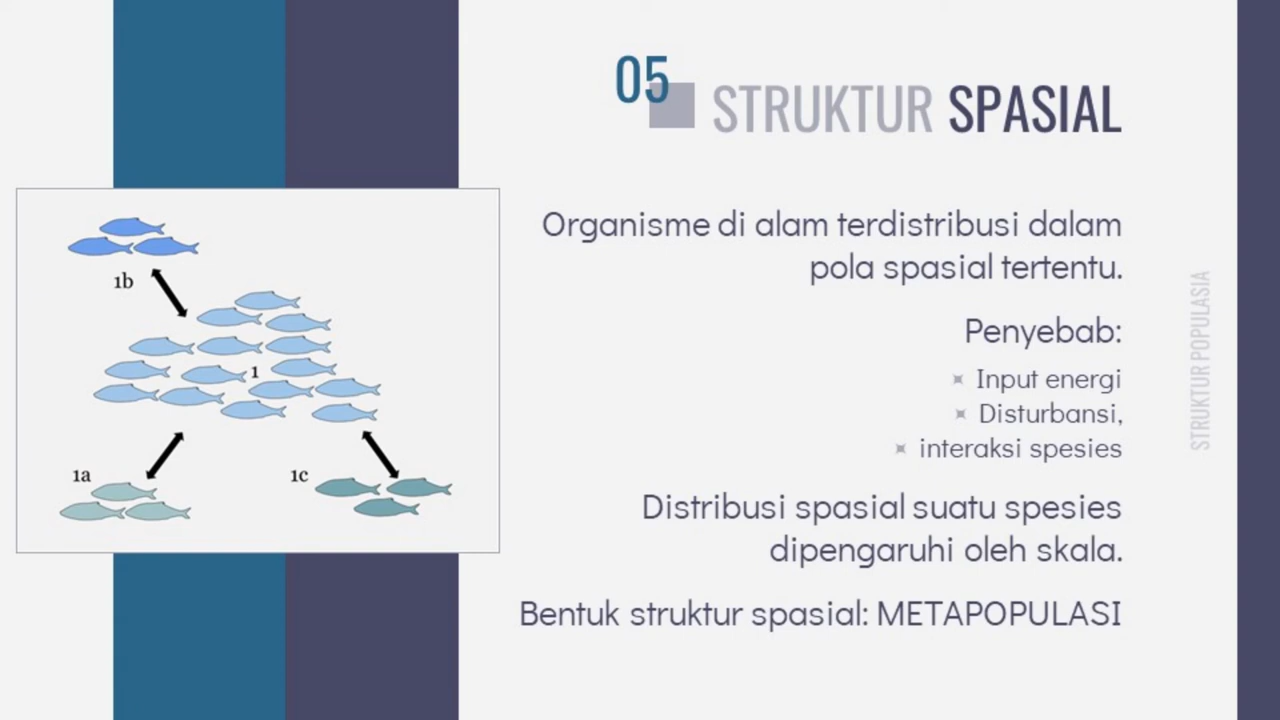 05
STRUKTUR SPASIAL
Organisme di alam terdistribusi dalam
pola spasial tertentu.
Penyebab:
Input energi
Disturbansi,
interaksi spesies
Distribusi spasial suatu spesies
dipengaruhi oleh skala.
Bentuk struktur spasial: METAPOPULASI
1b
1
1a
1c
STRUKTUR POPULASIA